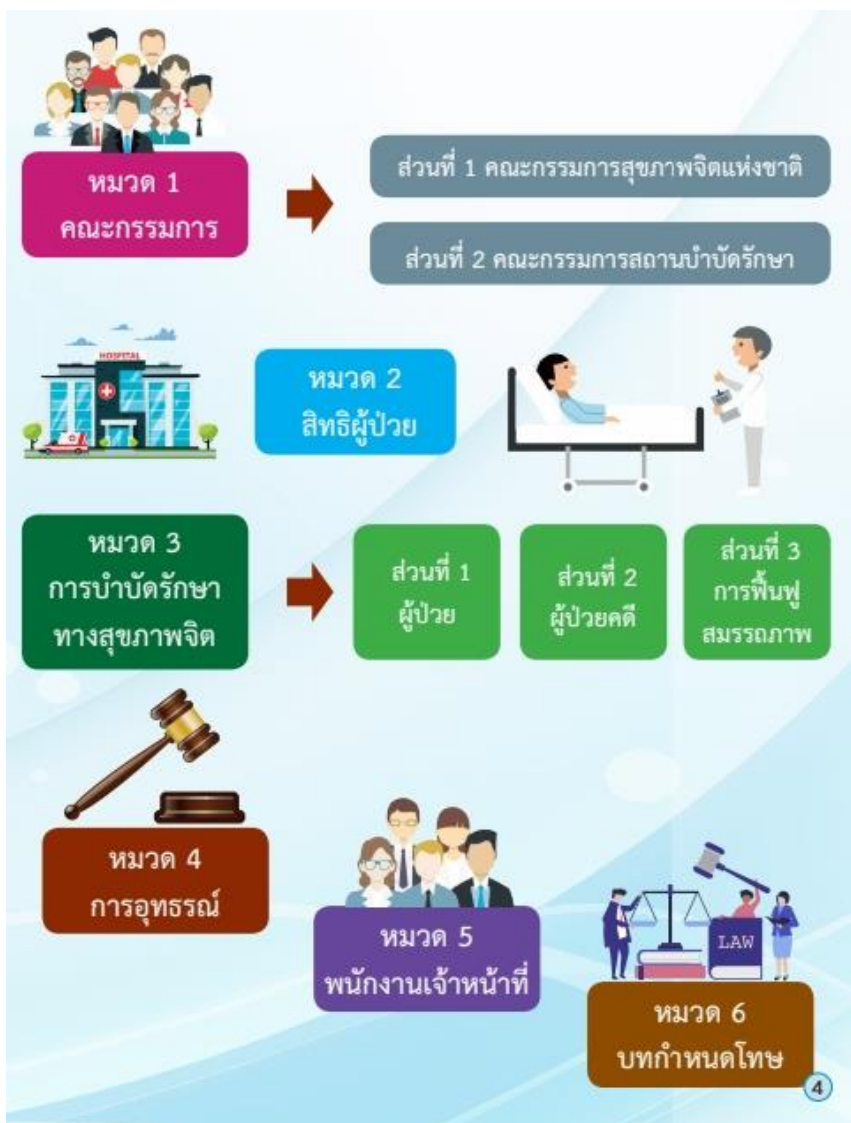 หมวด 1
คณะกรรมการ
ส่วนที่ 1 คณะกรรมการสุขภาพจิตแห่งชาติ
ส่วนที่ 2 คณะกรรมการสถานบำบัดรักษา
HOSPITAL
หมวด 2
สิทธิผู้ป่วย
หมวด 3
การบำบัดรักษา
ทางสุขภาพจิต
ส่วนที่ 1
ผู้ป่วย
ส่วนที่ 2
ผู้ป่วยคดี
ส่วนที่ 3
การฟื้นฟู
สมรรถภาพ
หมวด 4
การอุทธรณ์
หมวด 5
พนักงานเจ้าหน้าที่
LAW
หมวด 6
บทกำหนดโทษ
4